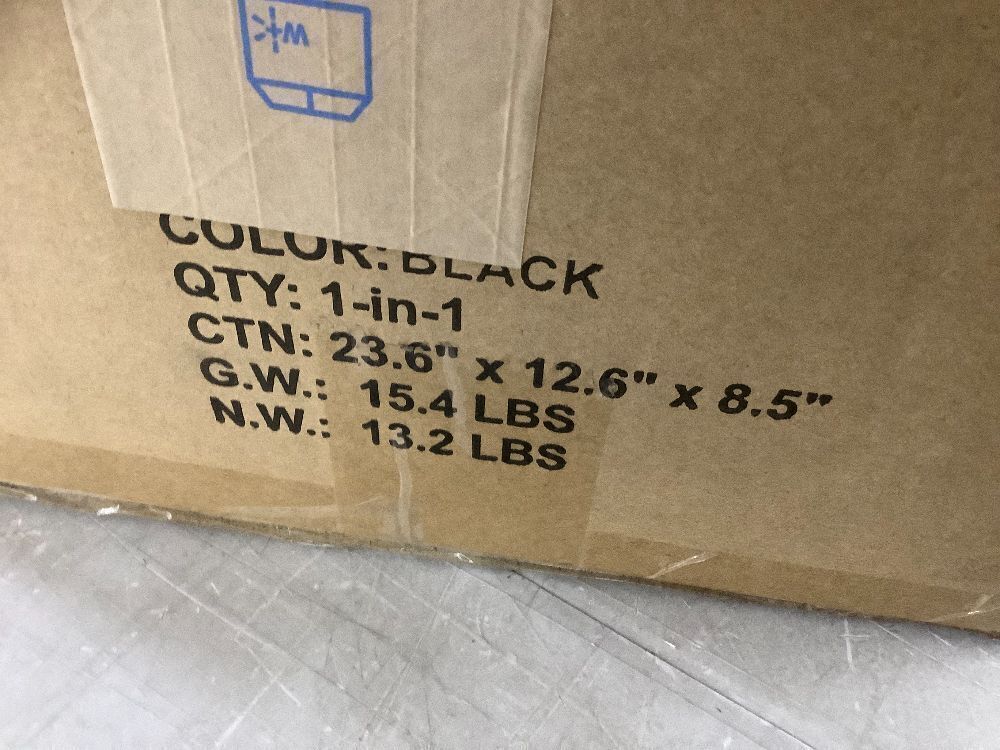 W+
COLOR: BLACK
QTY: 1-in-1
CTN: 23.6" x 12.6" x 8.5"
G.W.: 15.4 LBS
N.W.: 13.2 LBS